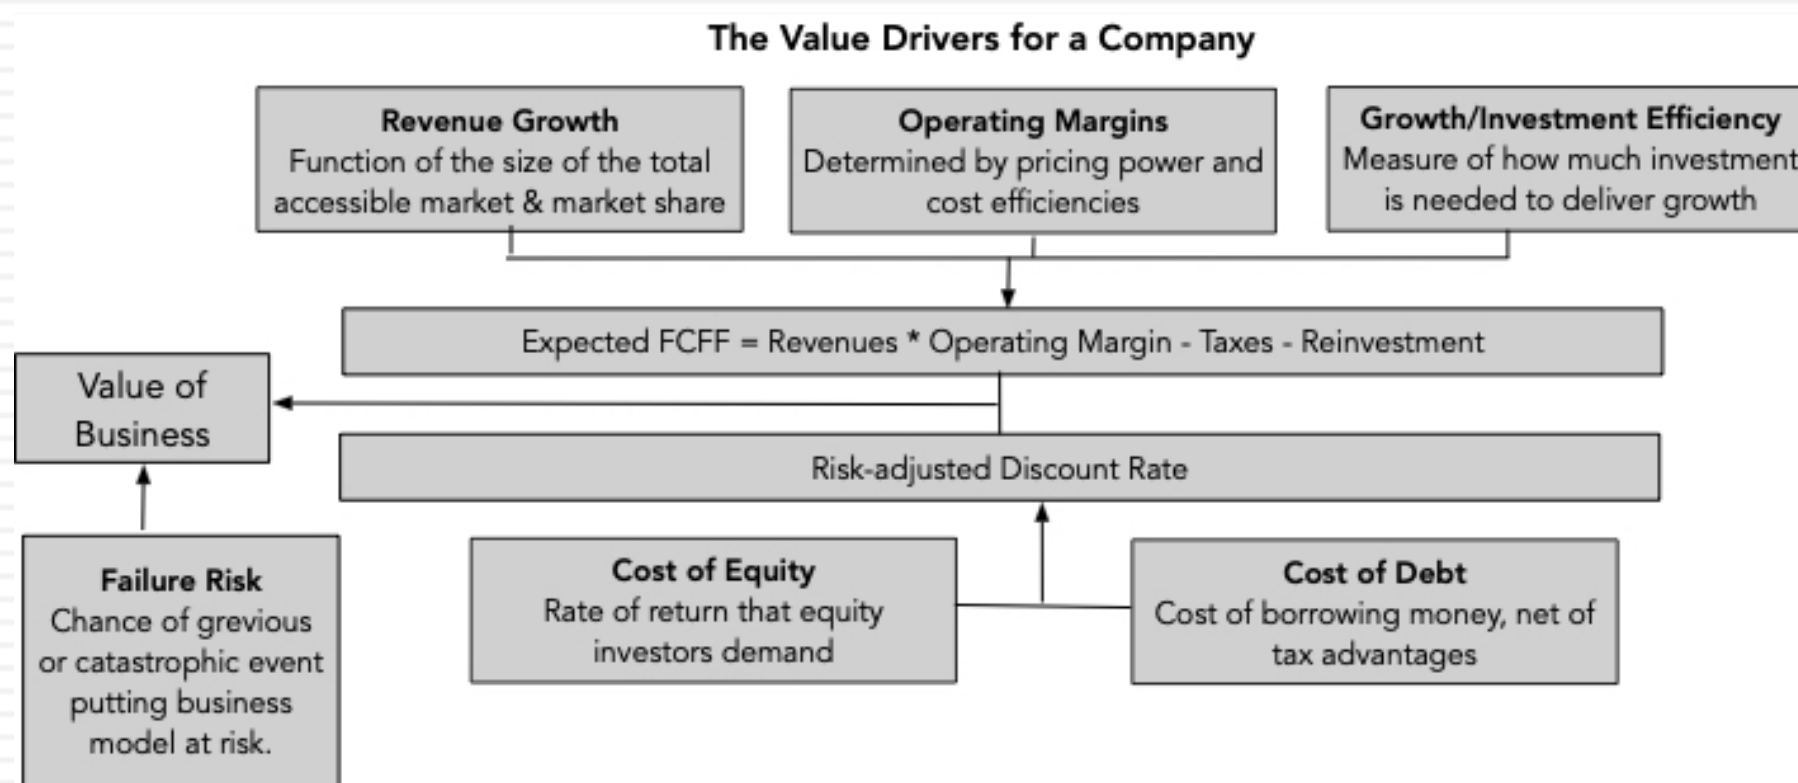 The Value Drivers for a Company
Revenue Growth
Function of the size of the total
accessible market & market share
Operating Margins
Determined by pricing power and
cost efficiencies
Growth/Investment Efficiency
Measure of how much investment
is needed to deliver growth
Expected FCFF = Revenues * Operating Margin - Taxes - Reinvestment
Value of
Business
Risk-adjusted Discount Rate
Failure Risk
Chance of grevious
or catastrophic event
putting business
model at risk.
Cost of Equity
Rate of return that equity
investors demand
Cost of Debt
Cost of borrowing money, net of
tax advantages